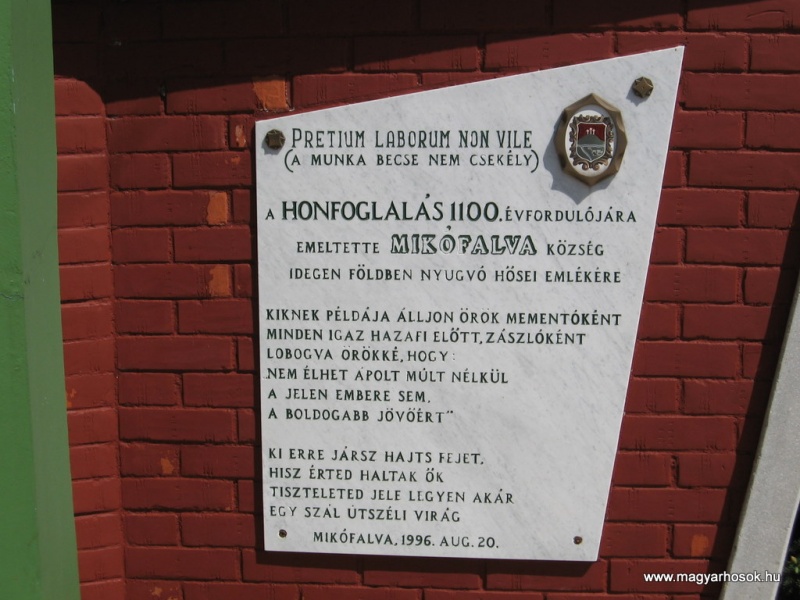 PRETIUM LABORUM NON VILE
(A MUNKA BECSE NEM CSEKÉLY)
A HONFOGLALÁS 1100. ÉVFORDULÓJÁRA
EMELTETTE MIKÓFALVA KÖZSÉG
IDEGEN FÖLDBEN NYUGVÓ HŐSEI EMLÉKÉRE
KIKNEK PÉLDÁJA ÁLLJON ÖRÖK MEMENTÓKÉNT
MINDEN IGAZ HAZAFI ELŐTT, ZÁSZLÓKÉNT
LOBOGVA ÖRÖKKÉ, HOGY:
NEM ÉLHET ÁPOLT MÚLT NÉLKÜL
A JELEN EMBERE SEM.
A BOLDOGABB JÖVŐÉRT"
KI ERRE JÁRSZ HAJTS FEJET,
HISZ ÉRTED HALTAK ŐK
TISZTELETED JELE LEGYEN AKÁR
EGY SZÁL ÚTSZÉLI VIRÁG
MIKÓFALVA, 1996. AUG. 20.
www.magyarhosok.hu